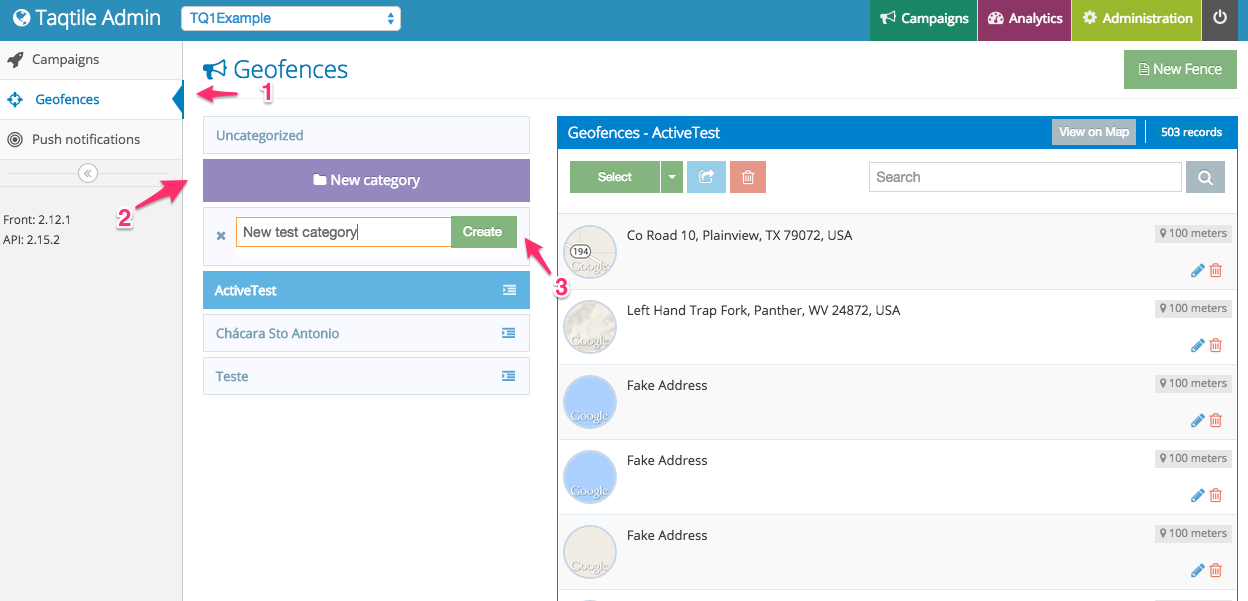 Taqtile Admin
TQ1Example
Campaigns
Analytics
Administration
Campaigns
Geofences
Push notifications
Front: 2.12.1
API: 2.15.2
Geofences
1
New Fence
2
Uncategorized
New category
New test category
Create
3
ActiveTest
Chácara Sto Antonio
Teste
Geofences - ActiveTest
View on Map
503 records
Select
Search
194
Google
Co Road 10, Plainview, TX 79072, USA
100 meters
Google
Left Hand Trap Fork, Panther, WV 24872, USA
100 meters
Google
Fake Address
100 meters
Google
Fake Address
100 meters
Google
Fake Address
100 meters